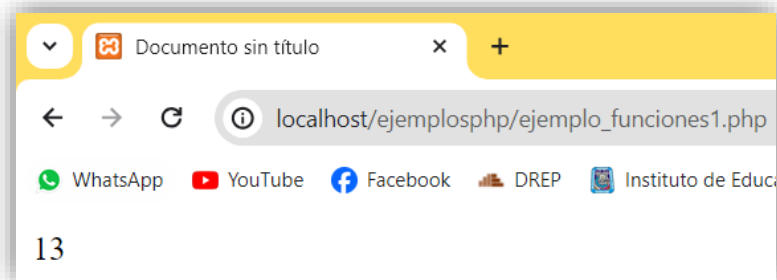 Documento sin título
localhost/ejemplosphp/ejemplo_funciones1.php
WhatsApp YouTube Facebook DREP Instituto de Educa
13